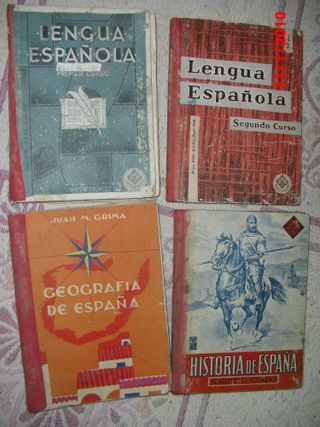 LENGUA
ESPAÑOLA
PRIMER CURSO
Lengua
Española
Segundo Curso
JUAN M. GRIMA
GEOGRAFIA
DE ESPAÑA
HISTORIA DE ESPAÑA